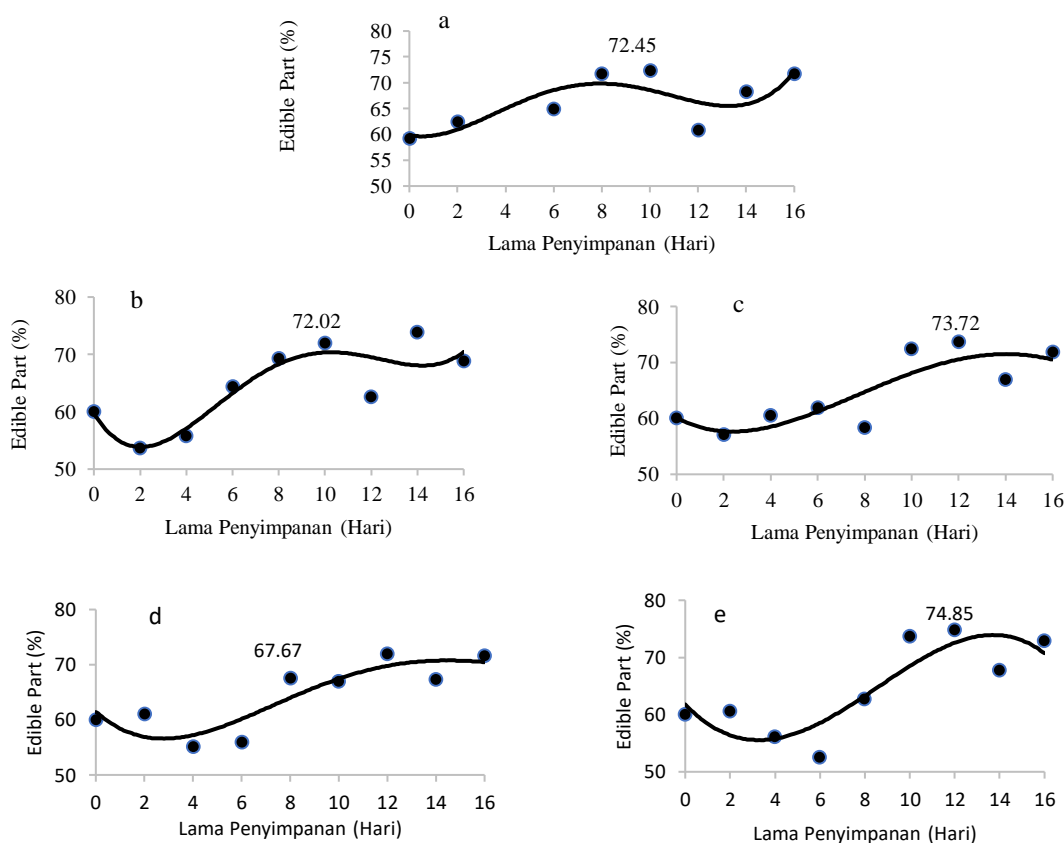 a
Edible Part (%)
80
75
70
65
60
55
50
72.45
0 2 4 6 8 10 12 14 16
Lama Penyimpanan (Hari)
b
Edible Part (%)
80
70
60
50
72.02
0 2 4 6 8 10 12 14 16
Lama Penyimpanan (Hari)
c
Edible Part (%)
80
70
60
50
73.72
0 2 4 6 8 10 12 14 16
Lama Penyimpanan (Hari)
d
Edible Part (%)
80
70
60
50
67.67
0 2 4 6 8 10 12 14 16
Lama Penyimpanan (Hari)
e
Edible Part (%)
80
70
60
50
74.85
0 2 4 6 8 10 12 14 16
Lama Penyimpanan (Hari)